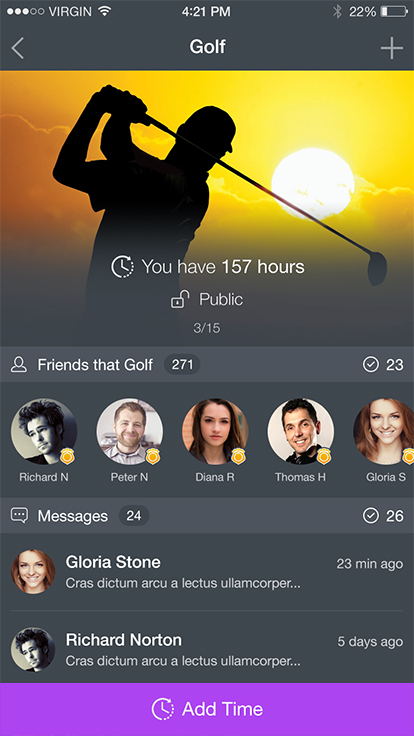 VIRGIN 4:21 PM 22%
Golf
You have 157 hours
Public
3/15
Friends that Golf 271 23
Richard N Peter N Diana R Thomas H Gloria S
Messages 24 26
Gloria Stone 23 min ago
Cras dictum arcu a lectus ullamcorper...
Richard Norton 5 days ago
Cras dictum arcu a lectus ullamcorper...
Add Time